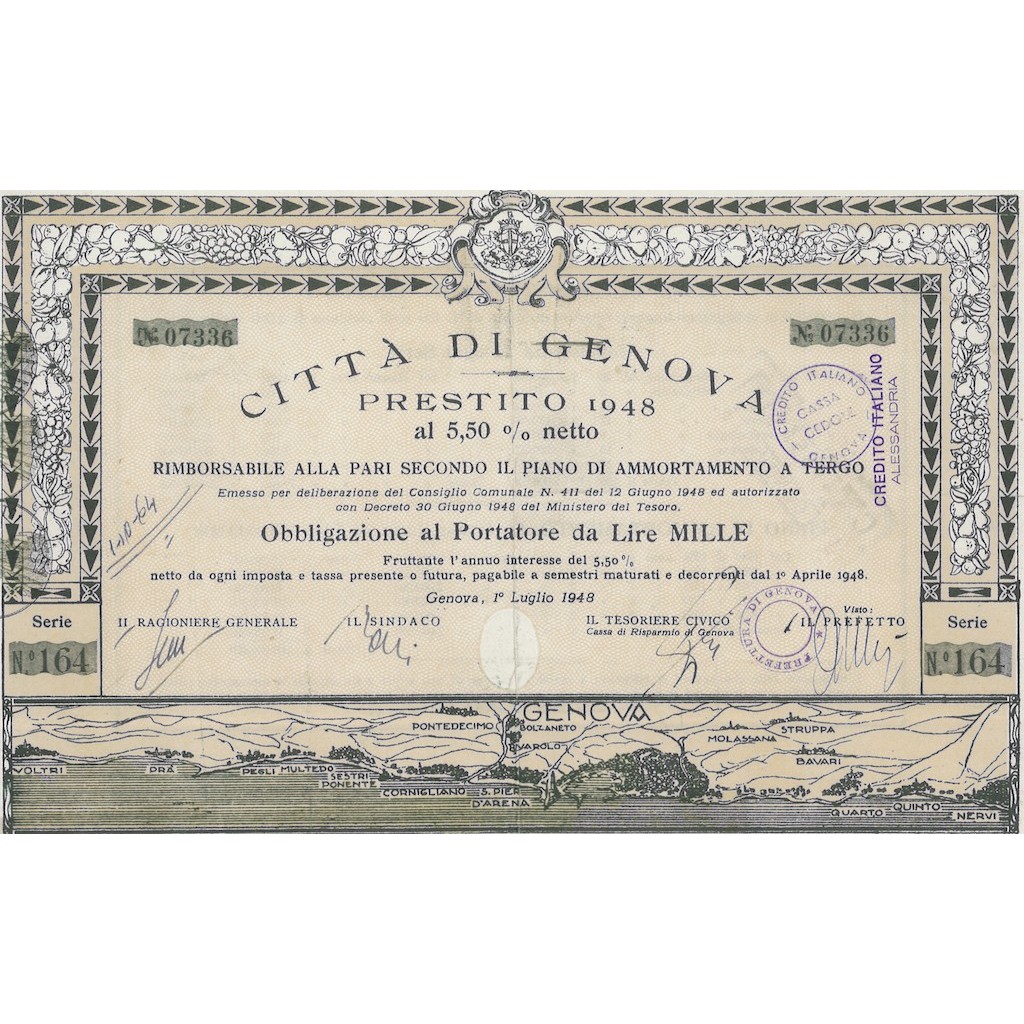 No 07336
No 07336
CITTÀ DI GENOVA
PRESTITO 1948
al 5,50 % netto
RIMBORSABILE ALLA PARI SECONDO IL PIANO DI AMMORTAMENTO A TERGO
Emesso per deliberazione del Consiglio Comunale N. 411 del 12 Giugno 1948 ed autorizzato
con Decreto 30 Giugno 1948 del Ministero del Tesoro.
Obbligazione al Portatore da Lire MILLE
Fruttante l'annuo interesse del 5,50 %
netto da ogni imposta e tassa presente o futura, pagabile a semestri maturati e decorrenti dal 1º Aprile 1948.
Genova, 1º Luglio 1948
CREDITO ITALIANO
CASSA
CEDOLE
GENOVA
CREDITO ITALIANO
ALESSANDRIA
1-10-64
Serie
N.º 164
IL RAGIONIERE GENERALE
IL SINDACO
IL TESORIERE CIVICO
Cassa di Risparmio di Genova
PREFETTURA DI GENOVA
Visto:
IL PREFETTO
Serie
N.º 164
GENOVA
PONTEDECIMO
BOLZANETO
RIVAROLO
MOLASSANA
STRUPPA
BAVARI
VOLTRI
PRÀ
PEGLI
MULTEDO
SESTRI
PONENTE
CORNIGLIANO
S. PIER
D'ARENA
QUARTO
QUINTO
NERVI